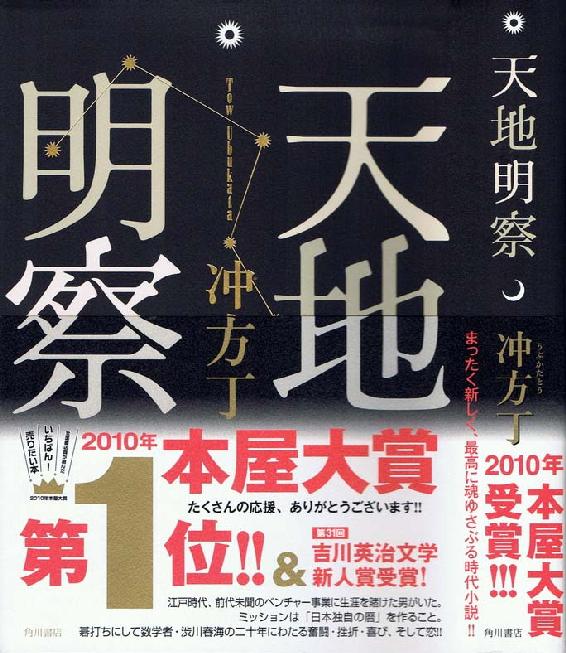 天地
明察
Tow Ubukata
冲方丁
いちばん!
売りたい本
2010年本屋大賞
2010年
本屋大賞
たくさんの応援、ありがとうございます!!
第1位!!
&
第31回
吉川英治文学
新人賞受賞!
江戸時代、前代未聞のベンチャー事業に生涯を賭けた男がいた。
ミッションは「日本独自の暦」を作ること。
碁打ちにして数学者・渋川春海の二十年にわたる奮闘・挫折・喜び、そして恋!!
角川書店
天地明察
冲方丁
うぶかたとう
まったく新しく、最高に魂ゆさぶる時代小説!!
2010年
本屋大賞
受賞!!!
角川書店